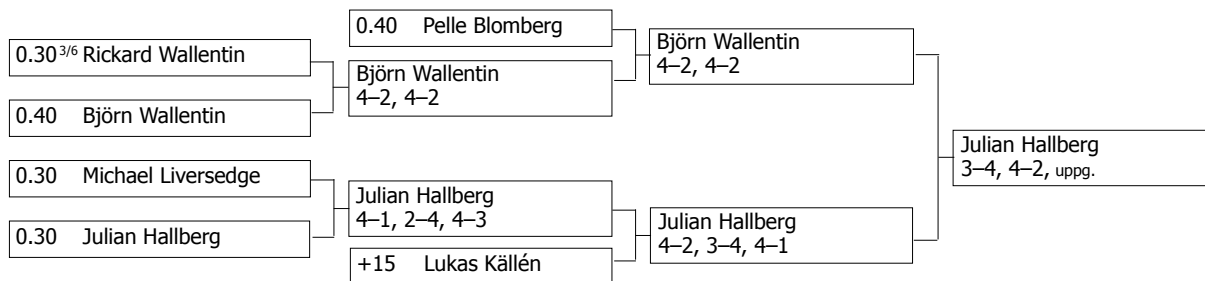 0.30 3/6 Rickard Wallentin
0.40 Björn Wallentin
0.30 Michael Liversedge
0.30 Julian Hallberg
0.40 Pelle Blomberg
Björn Wallentin
4–2, 4–2
Julian Hallberg
4–1, 2–4, 4–3
+15 Lukas Källén
Björn Wallentin
4–2, 4–2
Julian Hallberg
4–2, 3–4, 4–1
Julian Hallberg
3–4, 4–2, uppg.